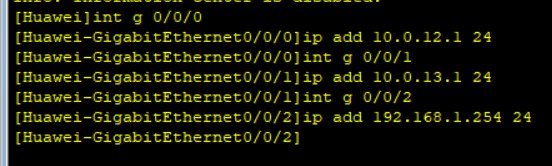 Info: Information center is disabled.
[Huawei]int g 0/0/0
[Huawei-GigabitEthernet0/0/0]ip add 10.0.12.1 24
[Huawei-GigabitEthernet0/0/0]int g 0/0/1
[Huawei-GigabitEthernet0/0/1]ip add 10.0.13.1 24
[Huawei-GigabitEthernet0/0/1]int g 0/0/2
[Huawei-GigabitEthernet0/0/2]ip add 192.168.1.254 24
[Huawei-GigabitEthernet0/0/2]